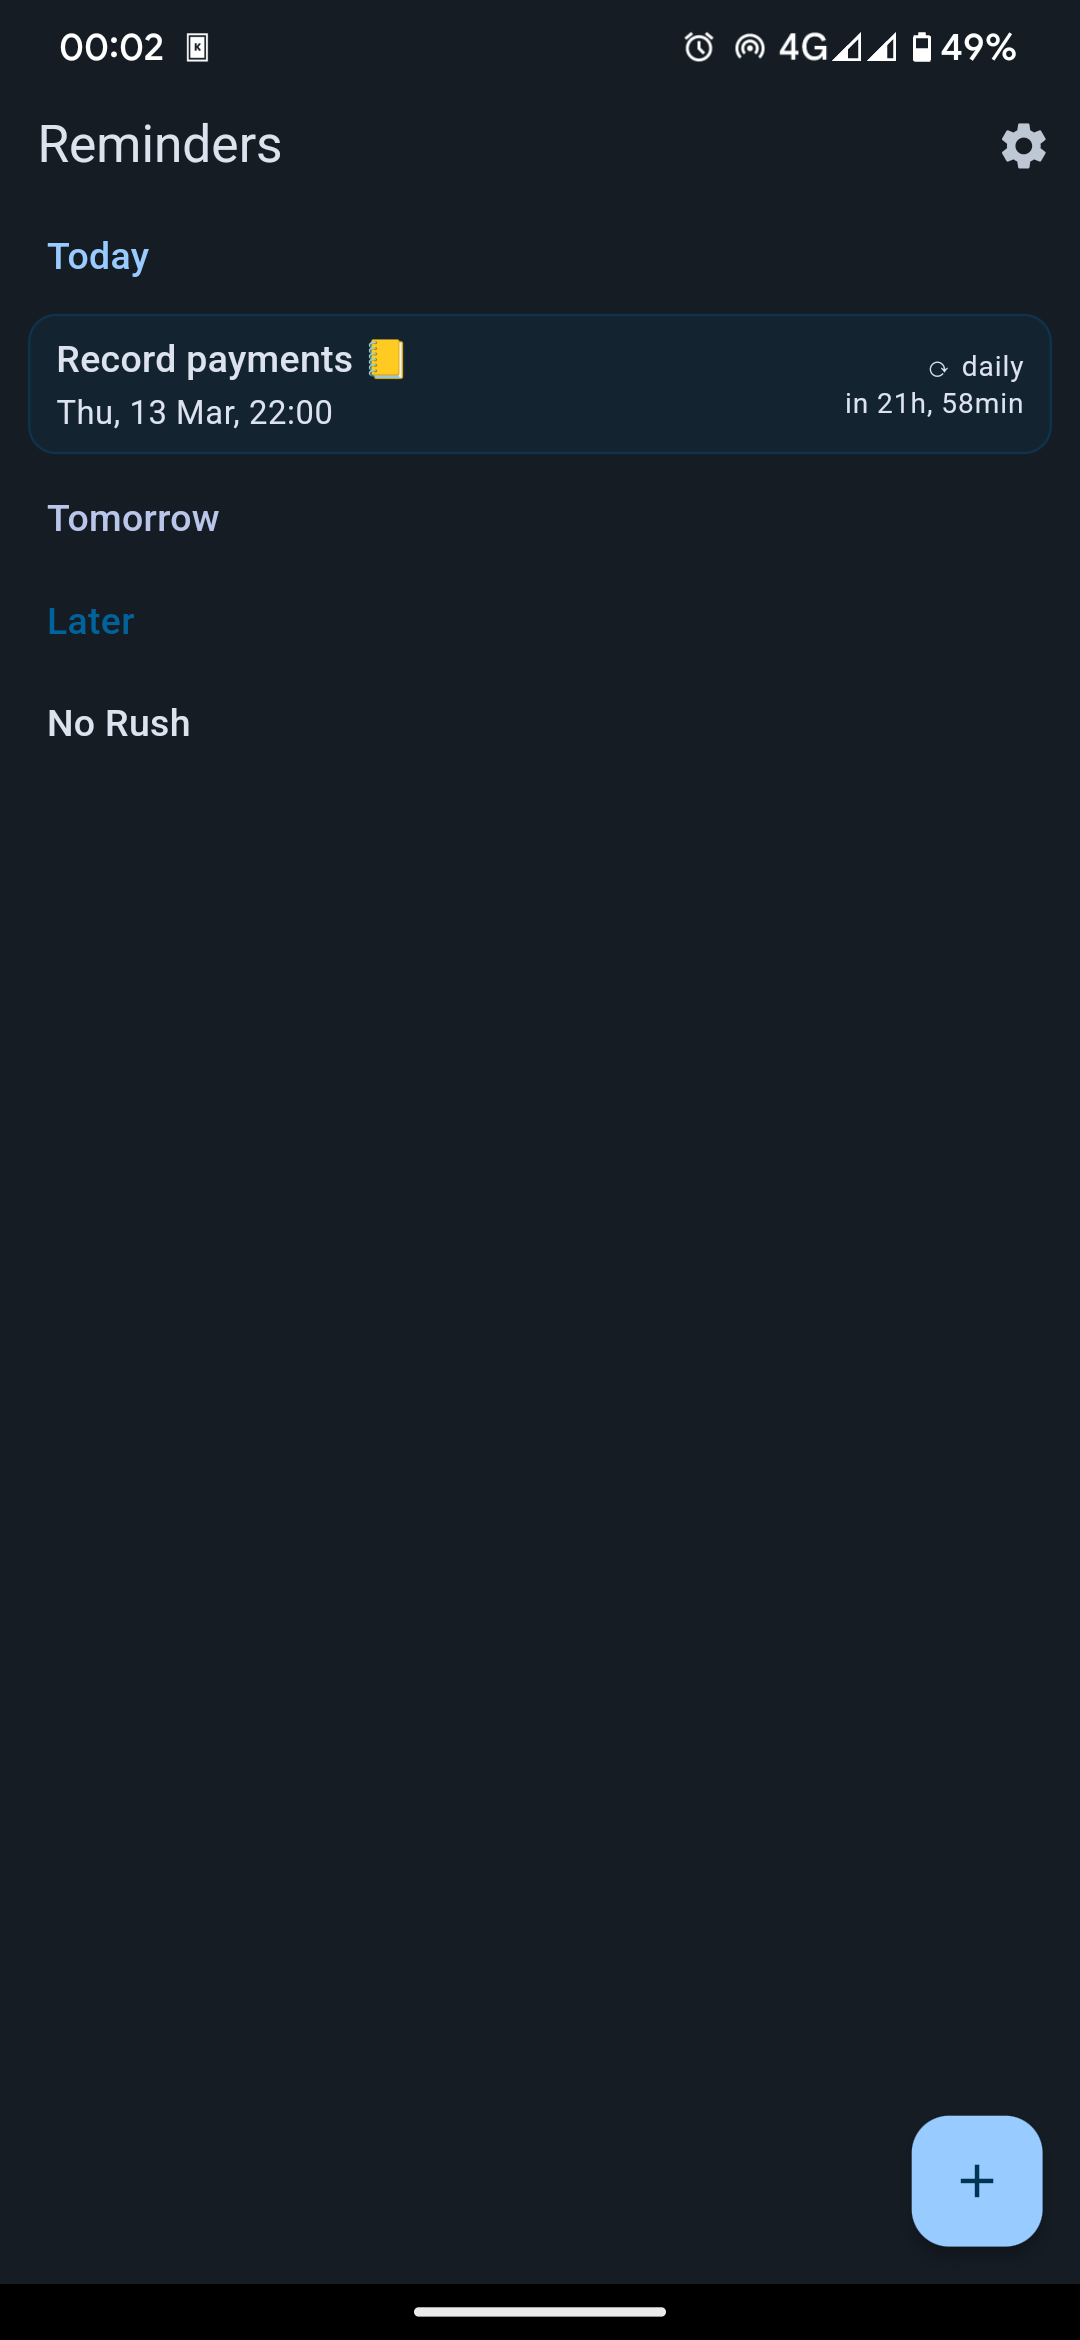 00:02 4G 49%
Reminders
Today
Record payments 📒
daily
Thu, 13 Mar, 22:00
in 21h, 58min
Tomorrow
Later
No Rush